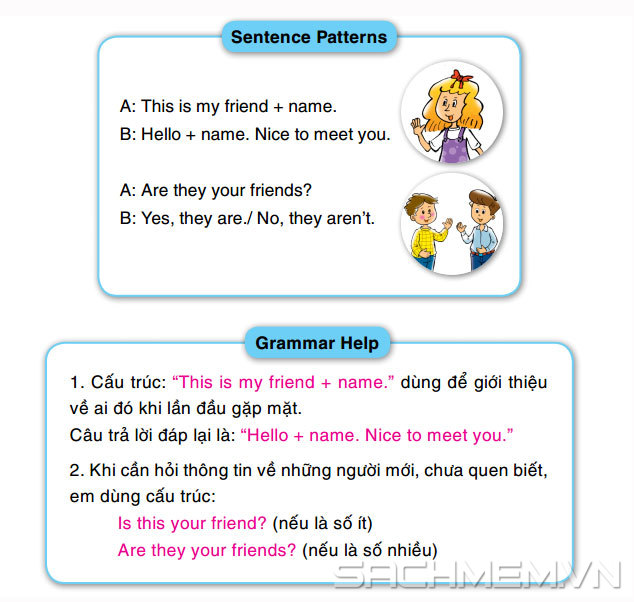 Sentence Patterns
A: This is my friend + name.
B: Hello + name. Nice to meet you.
A: Are they your friends?
B: Yes, they are./ No, they aren't.
Grammar Help
1. Cấu trúc: “This is my friend + name.” dùng để giới thiệu
về ai đó khi lần đầu gặp mặt.
Câu trả lời đáp lại là: “Hello + name. Nice to meet you.”
2. Khi cần hỏi thông tin về những người mới, chưa quen biết,
em dùng cấu trúc:
Is this your friend? (nếu là số ít)
Are they your friends? (nếu là số nhiều)
SACHMEM.VN